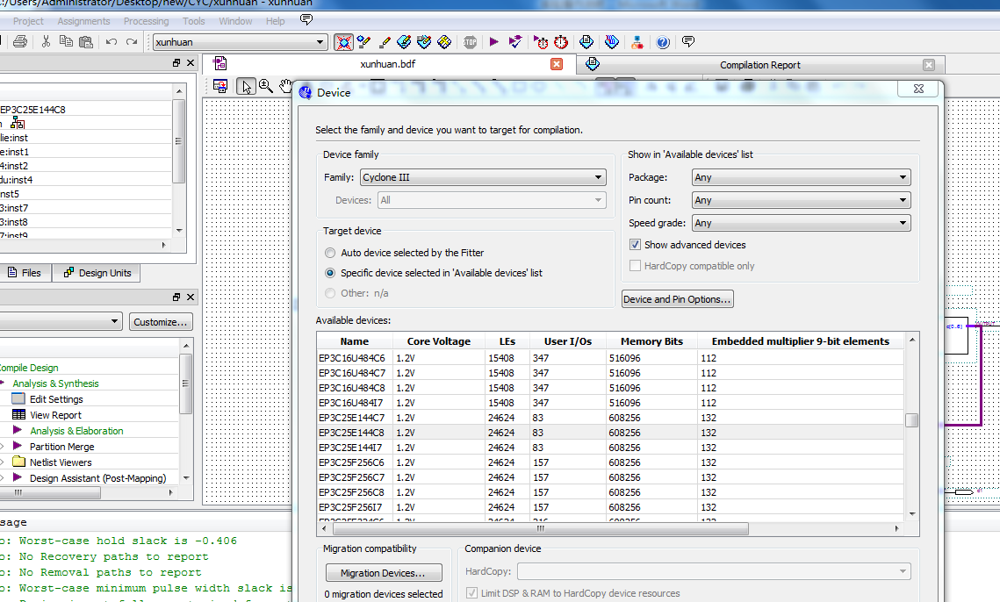 :/Users/Administrator/Desktop/new/CYC/xunhuan - xunhuan
Project Assignments Processing Tools Window Help
xunhuan
STOP
xunhuan.bdf
Compilation Report
EP3C25E144C8
lie:inst
e:inst1
4:inst2
du:inst4
nst5
3:inst7
3:inst8
7:inst9
Files
Design Units
Customize...
Compile Design
Analysis & Synthesis
Edit Settings
View Report
Analysis & Elaboration
Partition Merge
Netlist Viewers
Design Assistant (Post-Mapping)
Device
Select the family and device you want to target for compilation.
Device family
Family: Cyclone III
Devices: All
Show in 'Available devices' list
Package: Any
Pin count: Any
Speed grade: Any
Show advanced devices
HardCopy compatible only
Target device
Auto device selected by the Fitter
Specific device selected in 'Available devices' list
Other: n/a
Device and Pin Options...
Available devices:
Name Core Voltage LEs User I/Os Memory Bits Embedded multiplier 9-bit elements
EP3C16U484C6 1.2V 15408 347 516096 112
EP3C16U484C7 1.2V 15408 347 516096 112
EP3C16U484C8 1.2V 15408 347 516096 112
EP3C16U484I7 1.2V 15408 347 516096 112
EP3C25E144C7 1.2V 24624 83 608256 132
EP3C25E144C8 1.2V 24624 83 608256 132
EP3C25E144I7 1.2V 24624 83 608256 132
EP3C25F256C6 1.2V 24624 157 608256 132
EP3C25F256C7 1.2V 24624 157 608256 132
EP3C25F256C8 1.2V 24624 157 608256 132
EP3C25F256I7 1.2V 24624 157 608256 132
Migration compatibility
Migration Devices...
0 migration devices selected
Companion device
HardCopy:
Limit DSP & RAM to HardCopy device resources
sage
o: Worst-case hold slack is -0.406
o: No Recovery paths to report
o: No Removal paths to report
o: Worst-case minimum pulse width slack is